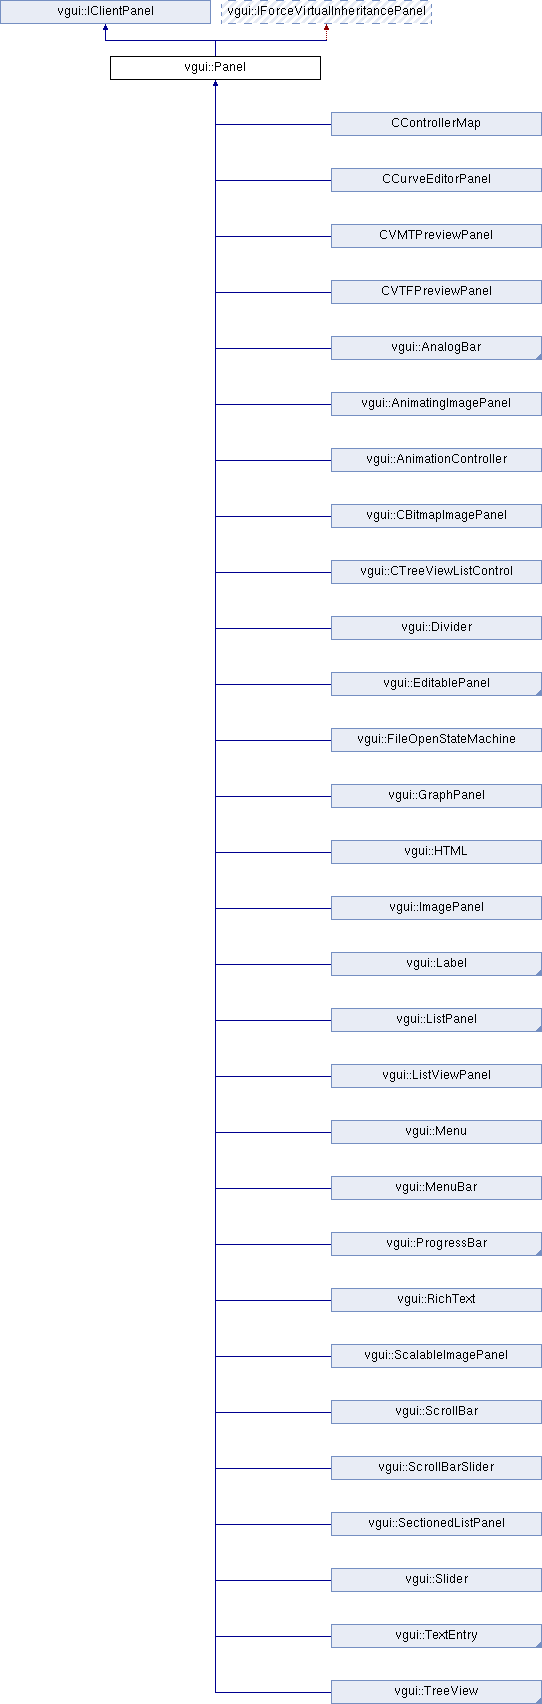 vgui::IClientPanel
vgui::IForceVirtualInheritancePanel
vgui::Panel
CControllerMap
CCurveEditorPanel
CVMTPreviewPanel
CVTFPreviewPanel
vgui::AnalogBar
vgui::AnimatingImagePanel
vgui::AnimationController
vgui::CBitmapImagePanel
vgui::CTreeViewListControl
vgui::Divider
vgui::EditablePanel
vgui::FileOpenStateMachine
vgui::GraphPanel
vgui::HTML
vgui::ImagePanel
vgui::Label
vgui::ListPanel
vgui::ListViewPanel
vgui::Menu
vgui::MenuBar
vgui::ProgressBar
vgui::RichText
vgui::ScalableImagePanel
vgui::ScrollBar
vgui::ScrollBarSlider
vgui::SectionedListPanel
vgui::Slider
vgui::TextEntry
vgui::TreeView